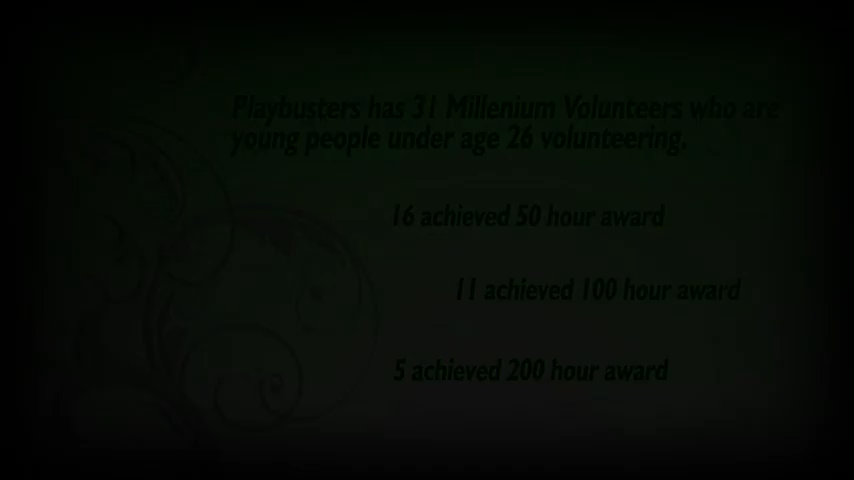 Playbusters has 31 Millenium Volunteers who are
young people under age 26 volunteering.
16 achieved 50 hour award
11 achieved 100 hour award
5 achieved 200 hour award